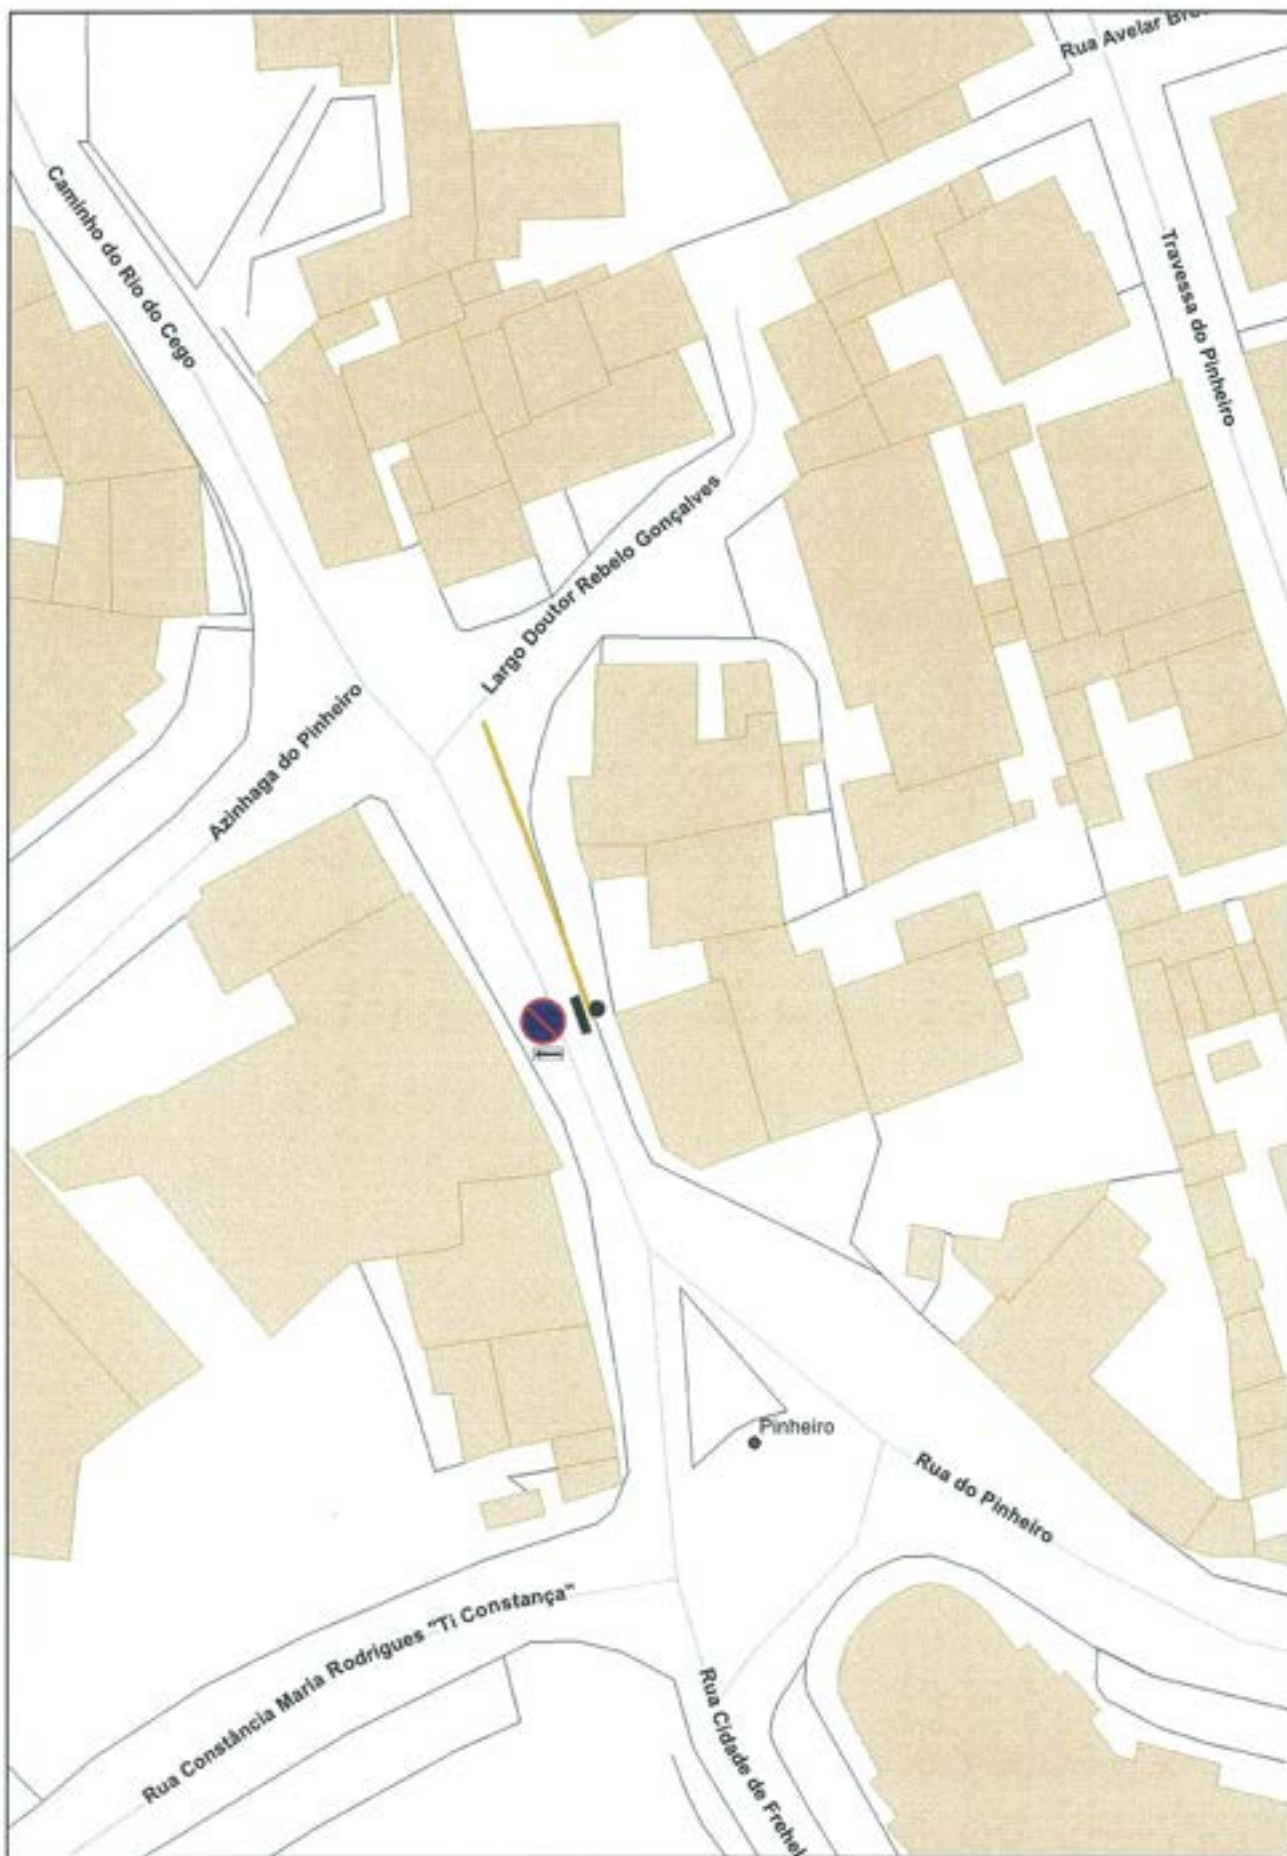 Rua Avelar
Caminho do Rio do Cego
Travessa do Pinheiro
Largo Doutor Rebelo Gonçalves
Azinhaga do Pinheiro
Pinheiro
Rua do Pinheiro
Rua Constância Maria Rodrigues "Ti Constança"
Rua Cidade de Frehel